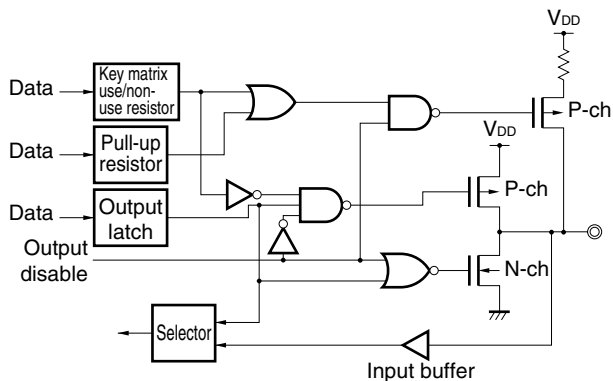 VDD
Data
Key matrix
use/non-
use resistor
P-ch
Data
Pull-up
resistor
VDD
P-ch
Data
Output
latch
Output
disable
N-ch
Selector
Input buffer